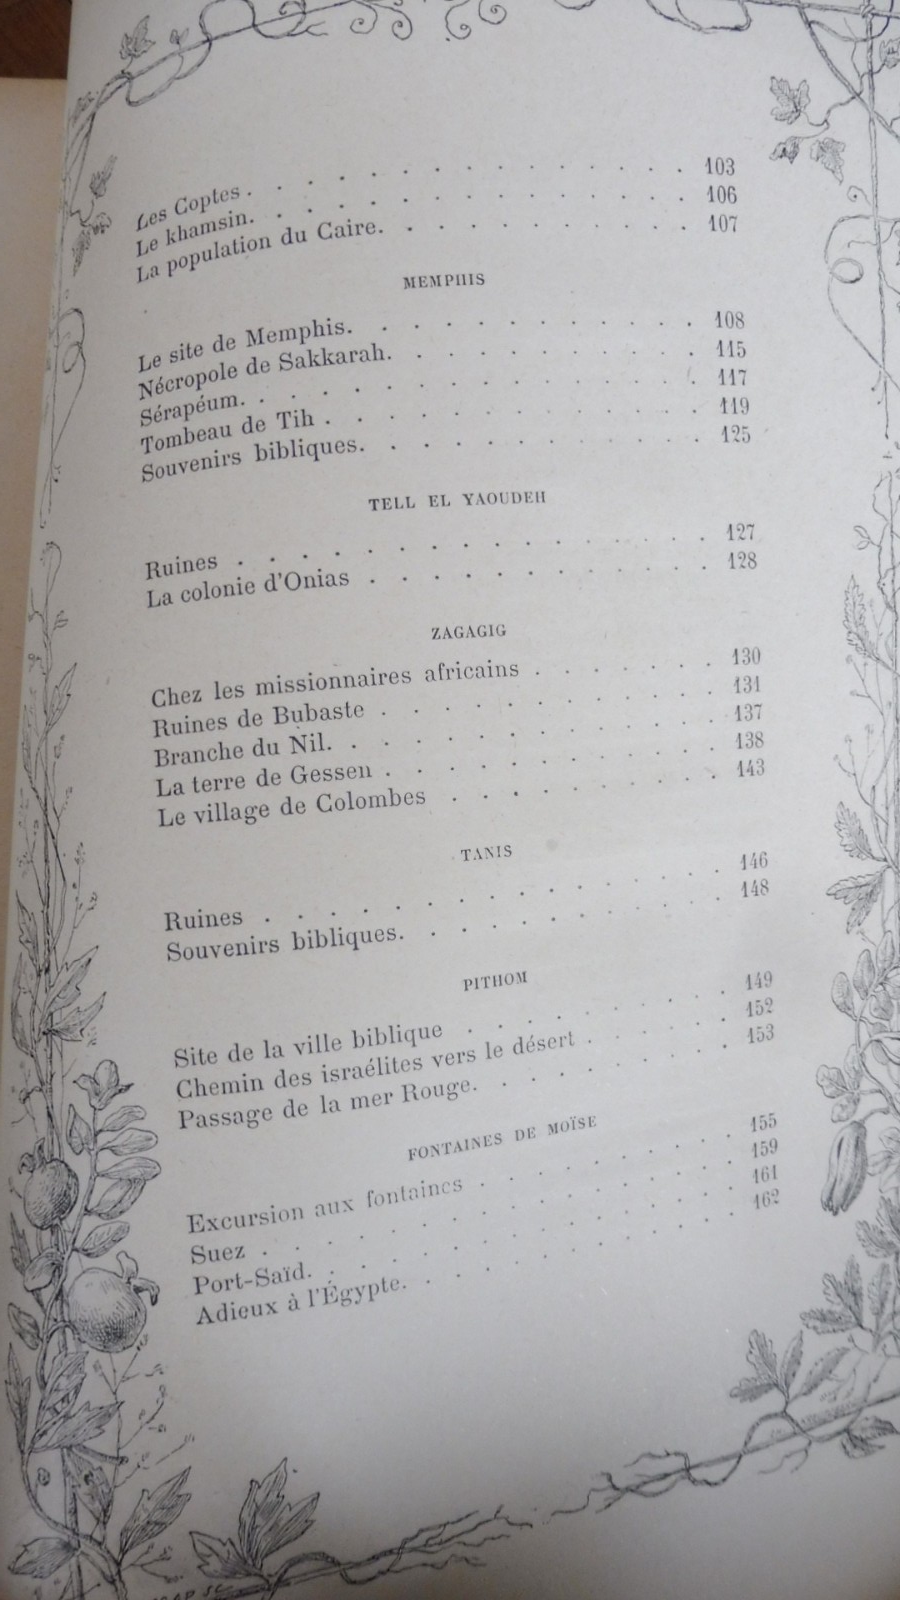 Les Coptes . . . . . . . . . . . . . . 103
Le khamsin. . . . . . . . . . . . . . 106
La population du Caire. . . . . . . . . . 107
MEMPHIS
Le site de Memphis. . . . . . . . . . . . 108
Nécropole de Sakkarah. . . . . . . . . . . 115
Sérapéum. . . . . . . . . . . . . . . 117
Tombeau de Tih . . . . . . . . . . . . . 119
Souvenirs bibliques. . . . . . . . . . . . 125
TELL EL YAOUDEH
Ruines . . . . . . . . . . . . . . . . 127
La colonie d'Onias . . . . . . . . . . . . 128
ZAGAGIG
Chez les missionnaires africains . . . . . . . 130
Ruines de Bubaste . . . . . . . . . . . . 131
Branche du Nil. . . . . . . . . . . . . 137
La terre de Gessen . . . . . . . . . . . . 138
Le village de Colombes . . . . . . . . . . 143
TANIS
Ruines . . . . . . . . . . . . . . . 146
Souvenirs bibliques. . . . . . . . . . . 148
PITHOM
Site de la ville biblique . . . . . . . . . 149
Chemin des israélites vers le désert . . . . . . 152
Passage de la mer Rouge. . . . . . . . . . 153
FONTAINES DE MOÏSE
Excursion aux fontaines . . . . . . . . . . 155
Suez . . . . . . . . . . . . . . . . 159
Port-Saïd. . . . . . . . . . . . . . . 161
Adieux à l'Égypte. . . . . . . . . . . . 162